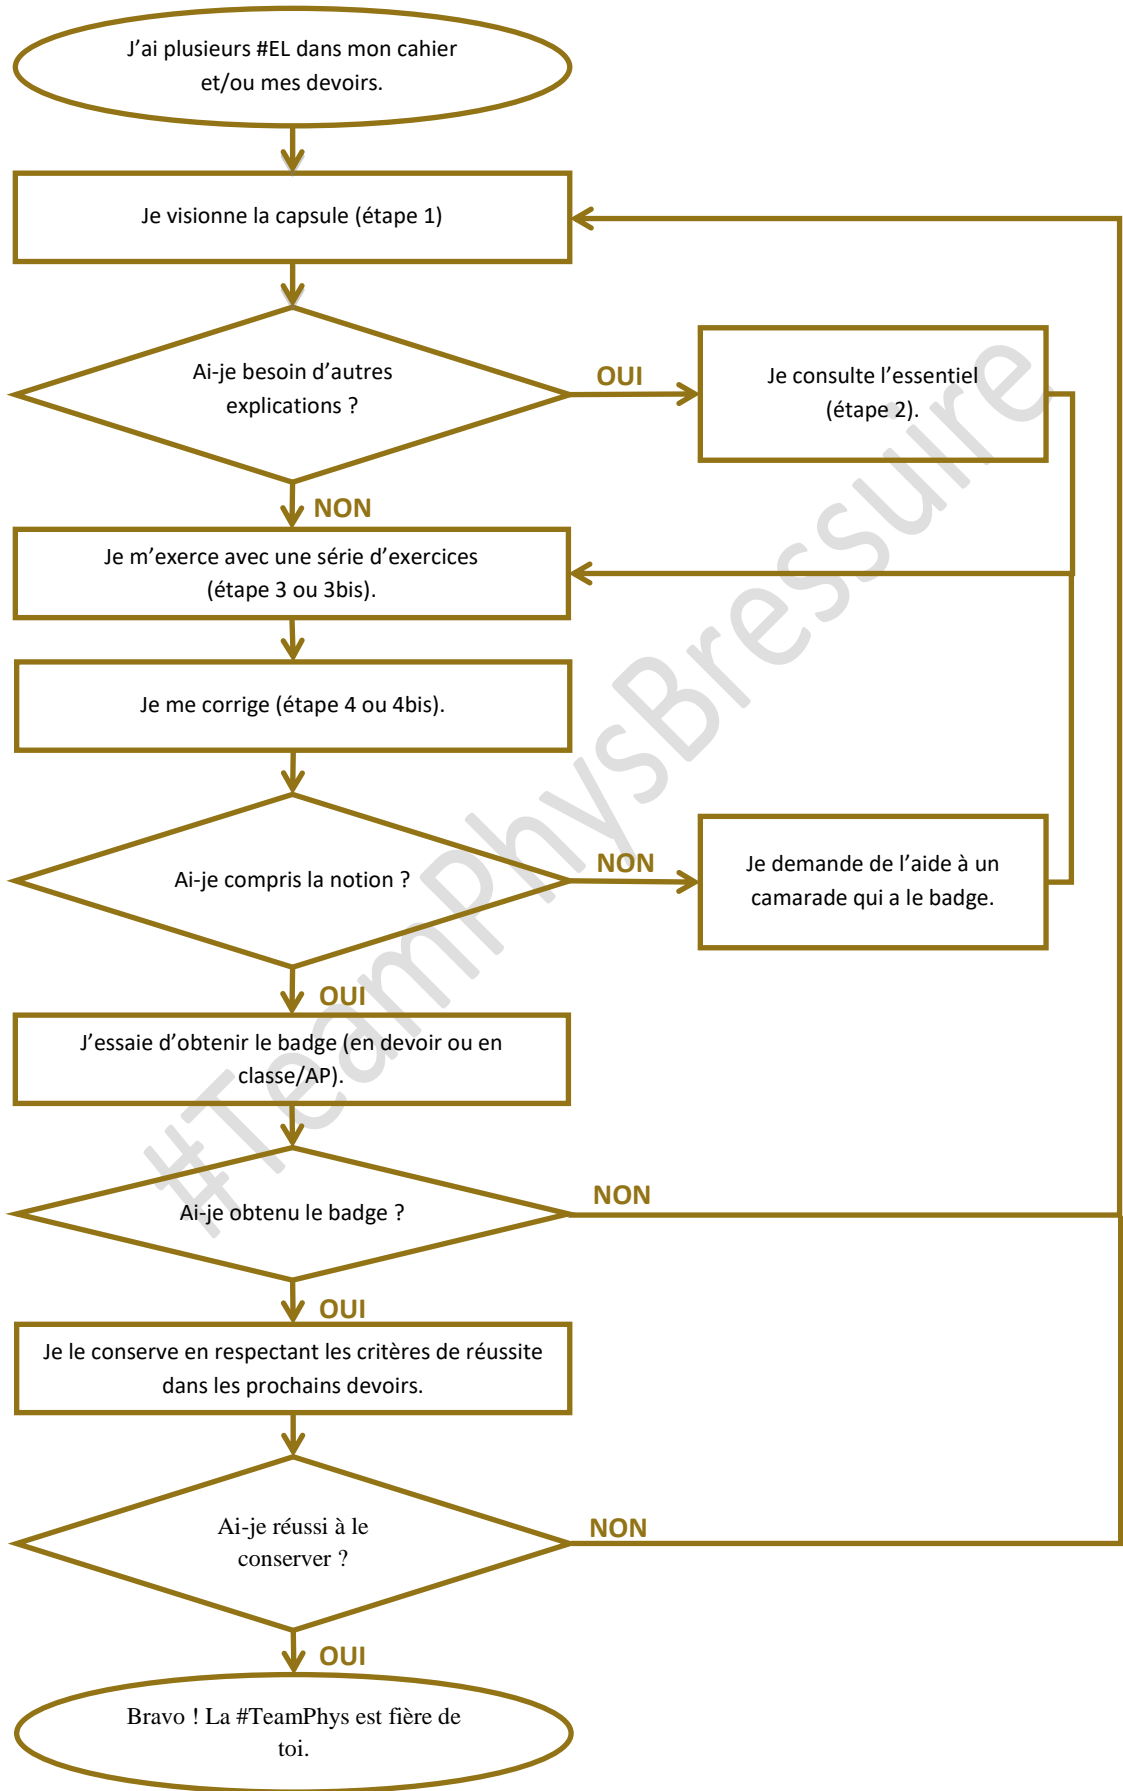 J'ai plusieurs #EL dans mon cahier
et/ou mes devoirs.
Je visionne la capsule (étape 1)
Ai-je besoin d'autres
explications ?
OUI
Je consulte l'essentiel
(étape 2).
NON
Je m'exerce avec une série d'exercices
(étape 3 ou 3bis).
Je me corrige (étape 4 ou 4bis).
Ai-je compris la notion ?
NON
Je demande de l'aide à un
camarade qui a le badge.
OUI
J'essaie d'obtenir le badge (en devoir ou en
classe/AP).
Ai-je obtenu le badge ?
NON
OUI
Je le conserve en respectant les critères de réussite
dans les prochains devoirs.
Ai-je réussi à le
conserver ?
NON
OUI
Bravo ! La #TeamPhys est fière de
toi.
#TeamPhysBressuire